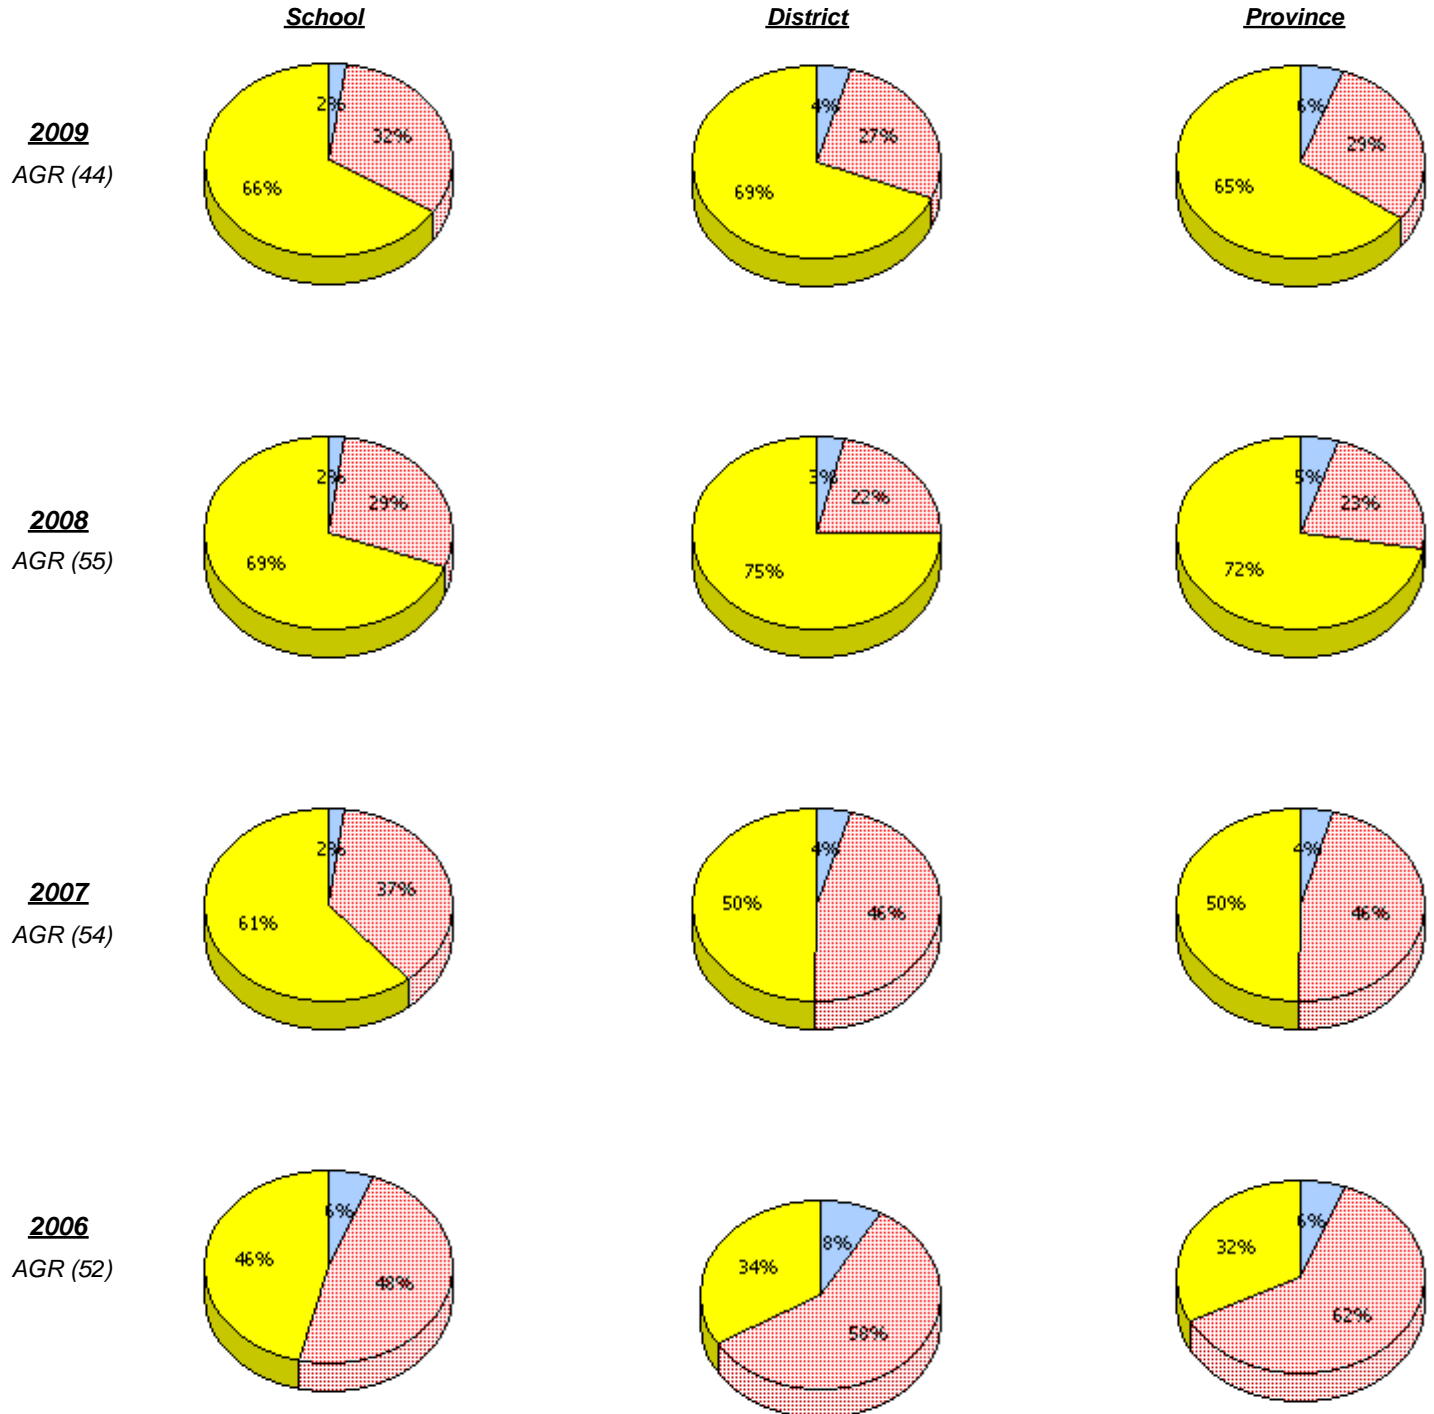 School District Province
2009
AGR (44)
2% 32% 66%
4% 27% 69%
6% 29% 65%
2008
AGR (55)
2% 29% 69%
3% 22% 75%
5% 23% 72%
2007
AGR (54)
2% 37% 61%
4% 46% 50%
4% 46% 50%
2006
AGR (52)
6% 48% 46%
8% 58% 34%
6% 62% 32%